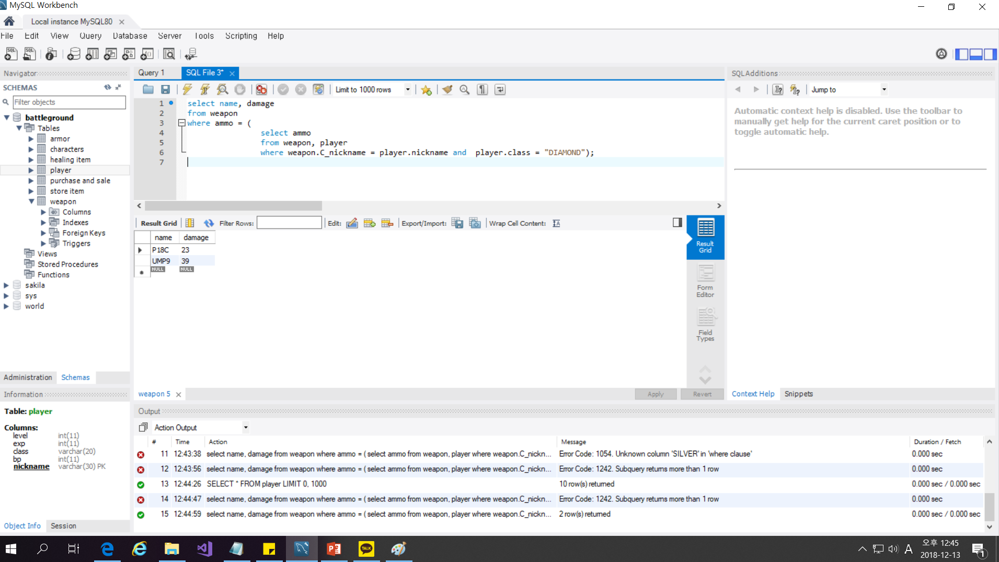 MySQL Workbench
Local instance MySQL80
File Edit View Query Database Server Tools Scripting Help
Navigator
SCHEMAS
Filter objects
battleground
Tables
armor
characters
healing item
player
purchase and sale
store item
weapon
Columns
Indexes
Foreign Keys
Triggers
Views
Stored Procedures
Functions
sakila
sys
world
Administration Schemas
Information
Table: player
Columns:
level int(11)
exp int(11)
class varchar(20)
bp int(11)
nickname varchar(30) PK
Object Info Session
Query 1 SQL File 3*
Limit to 1000 rows
1 select name, damage
2 from weapon
3 where ammo = (
4 select ammo
5 from weapon, player
6 where weapon.C_nickname = player.nickname and player.class = "DIAMOND");
7
Result Grid Filter Rows: Edit: Export/Import: Wrap Cell Content: IA
name damage
P18C 23
UMP9 39
NULL NULL
Result Grid
Form Editor
Field Types
weapon 5 Apply Revert
SQLAdditions
Jump to
Automatic context help is disabled. Use the toolbar to
manually get help for the current caret position or to
toggle automatic help.
Context Help Snippets
Output
Action Output
# Time Action Message Duration / Fetch
11 12:43:38 select name, damage from weapon where ammo = ( select ammo from weapon, player where weapon.C_nickn... Error Code: 1054. Unknown column 'SILVER' in 'where clause' 0.000 sec
12 12:43:56 select name, damage from weapon where ammo = ( select ammo from weapon, player where weapon.C_nickn... Error Code: 1242. Subquery returns more than 1 row 0.000 sec
13 12:44:26 SELECT * FROM player LIMIT 0, 1000 10 row(s) returned 0.000 sec / 0.000 sec
14 12:44:47 select name, damage from weapon where ammo = ( select ammo from weapon, player where weapon.C_nickn... Error Code: 1242. Subquery returns more than 1 row 0.000 sec
15 12:44:59 select name, damage from weapon where ammo = ( select ammo from weapon, player where weapon.C_nickn... 2 row(s) returned 0.000 sec / 0.000 sec
TALK
A
오후 12:45
2018-12-13
1